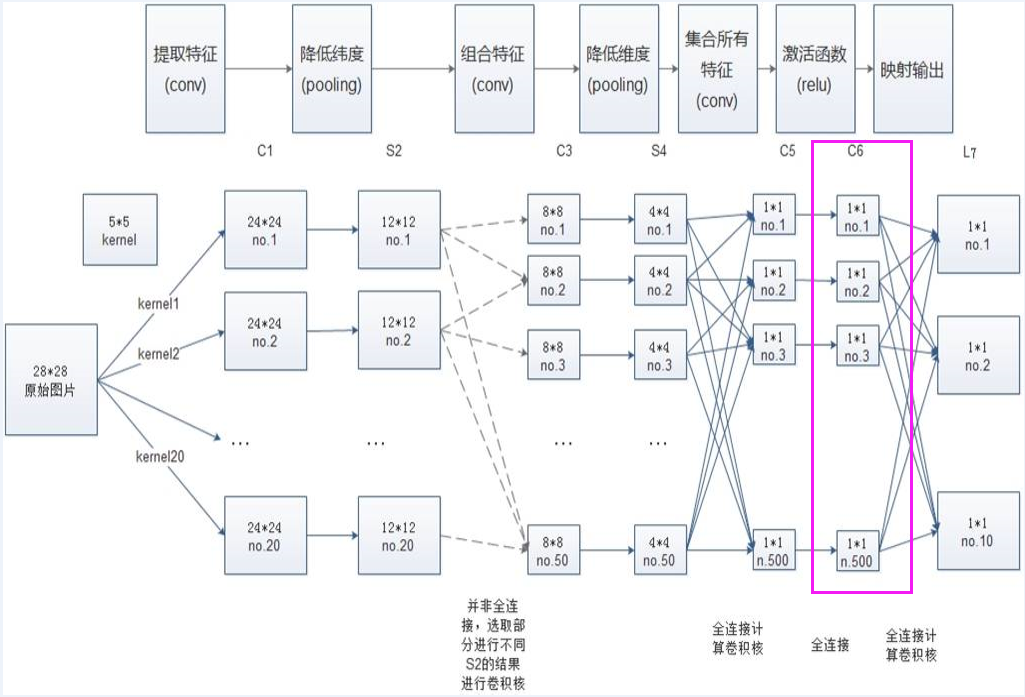 提取特征
(conv)
降低纬度
(pooling)
组合特征
(conv)
降低维度
(pooling)
集合所有
特征
(conv)
激活函数
(relu)
映射输出
C1
S2
C3
S4
C5
C6
L7
5*5
kernel
28*28
原始图片
kernel1
kernel2
kernel20
24*24
no.1
24*24
no.2
...
24*24
no.20
12*12
no.1
12*12
no.2
...
12*12
no.20
8*8
no.1
8*8
no.2
8*8
no.3
...
8*8
no.50
4*4
no.1
4*4
no.2
4*4
no.3
...
4*4
no.50
1*1
no.1
1*1
no.2
1*1
no.3
1*1
n.500
1*1
no.1
1*1
no.2
1*1
no.3
1*1
n.500
1*1
no.1
1*1
no.2
1*1
no.10
并非全连
接，选取部
分进行不同
S2的结果
进行卷积核
全连接计
算卷积核
全连接
全连接计
算卷积核